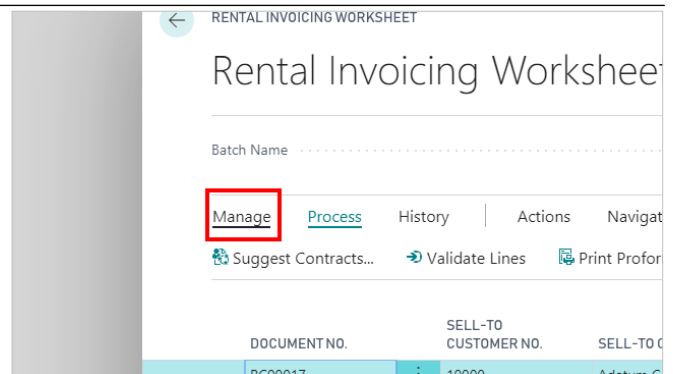 RENTAL INVOICING WORKSHEET
Rental Invoicing Workshee
Batch Name
Manage Process History Actions Navigat
Suggest Contracts... Validate Lines Print Profor
SELL-TO
DOCUMENT NO. CUSTOMER NO. SELL-TO